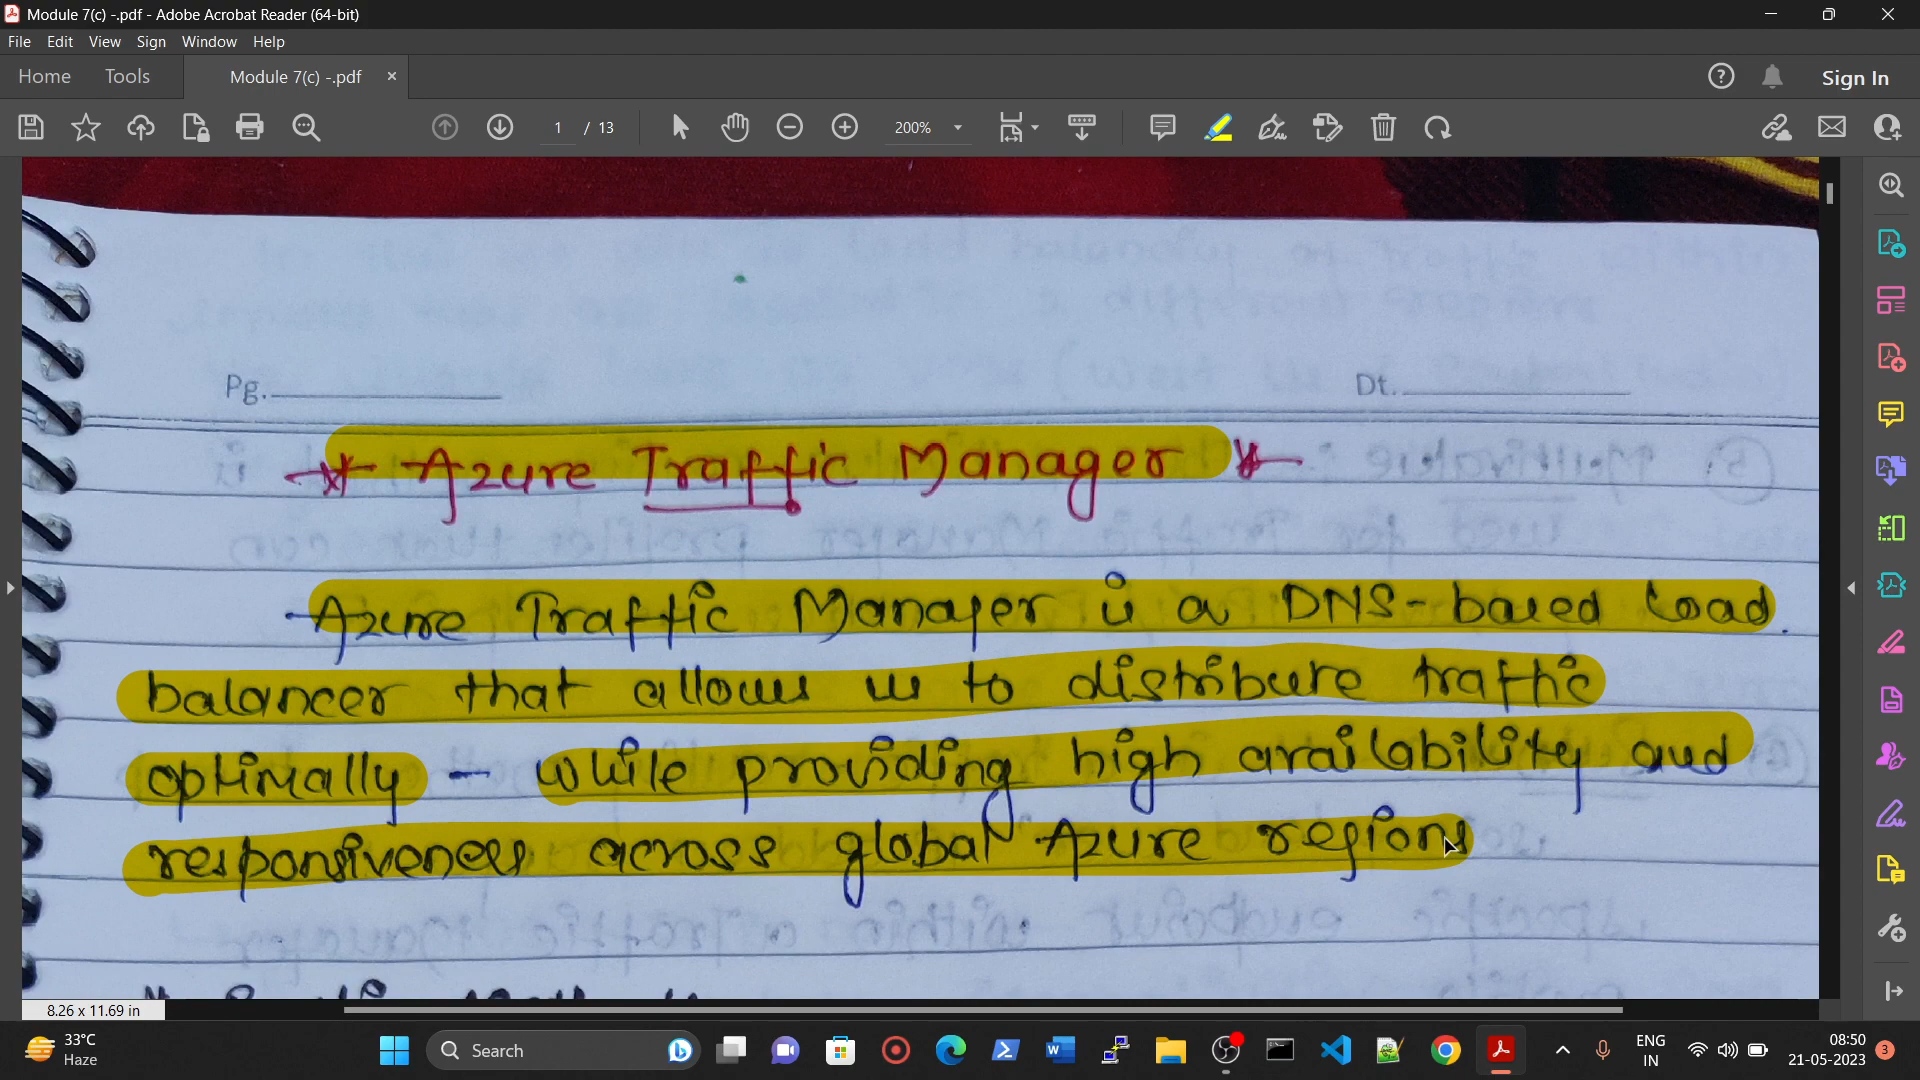 Module 7(c) -.pdf - Adobe Acrobat Reader (64-bit)
File Edit View Sign Window Help
Home Tools Module 7(c) -.pdf Sign In
1 / 13 200%
Pg. Dt.
Azure Traffic Manager
Azure Traffic Manager is a DNS-based load
balancer that allows us to distribute traffic
optimally - while providing high availability and
responsiveness across global Azure regions
8.26 x 11.69 in
33°C
Haze
Search
ENG
IN
08:50
21-05-2023
3